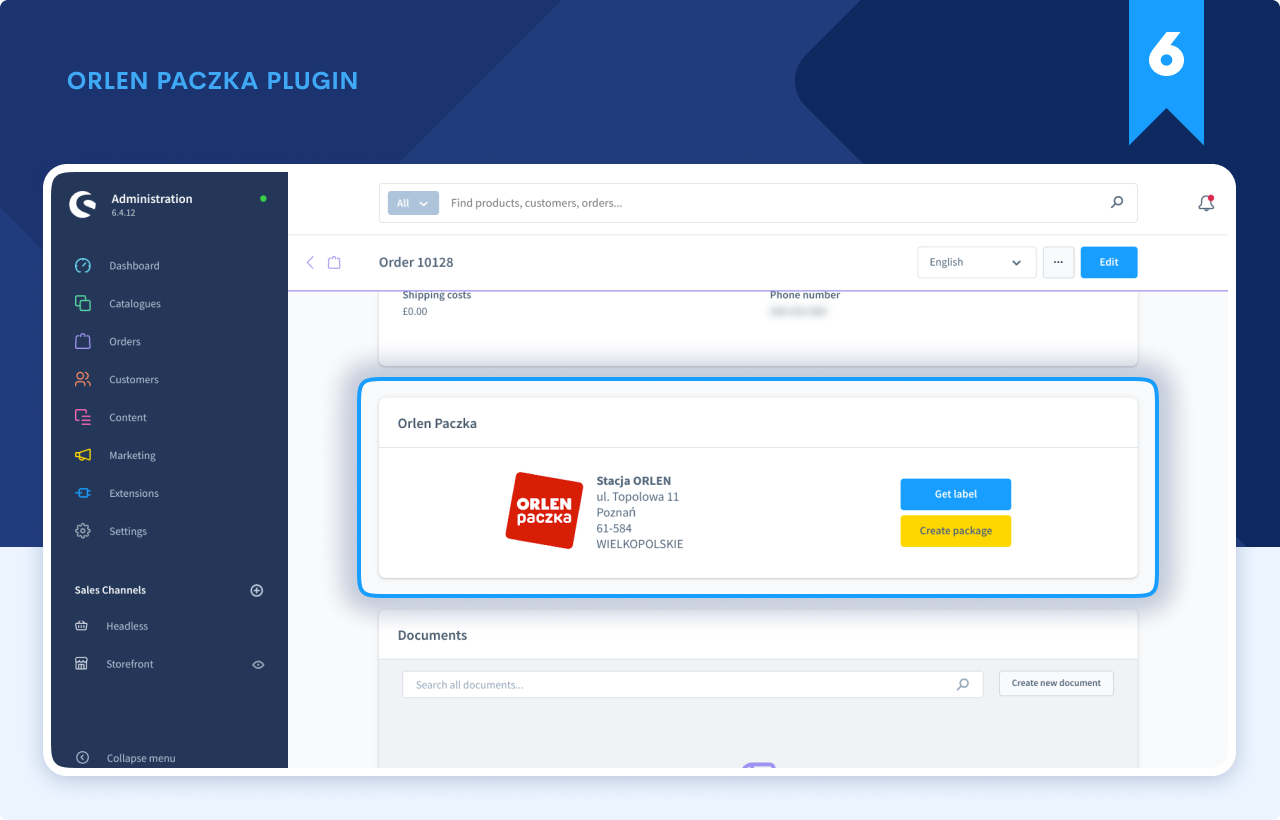 ORLEN PACZKA PLUGIN
6
Administration
6.4.12
All
Find products, customers, orders...
Order 10128
English
...
Edit
Dashboard
Catalogues
Orders
Customers
Content
Marketing
Extensions
Settings
Sales Channels
Headless
Storefront
Collapse menu
Shipping costs
£0.00
Phone number
Orlen Paczka
ORLEN
paczka
Stacja ORLEN
ul. Topolowa 11
Poznań
61-584
WIELKOPOLSKIE
Get label
Create package
Documents
Search all documents...
Create new document